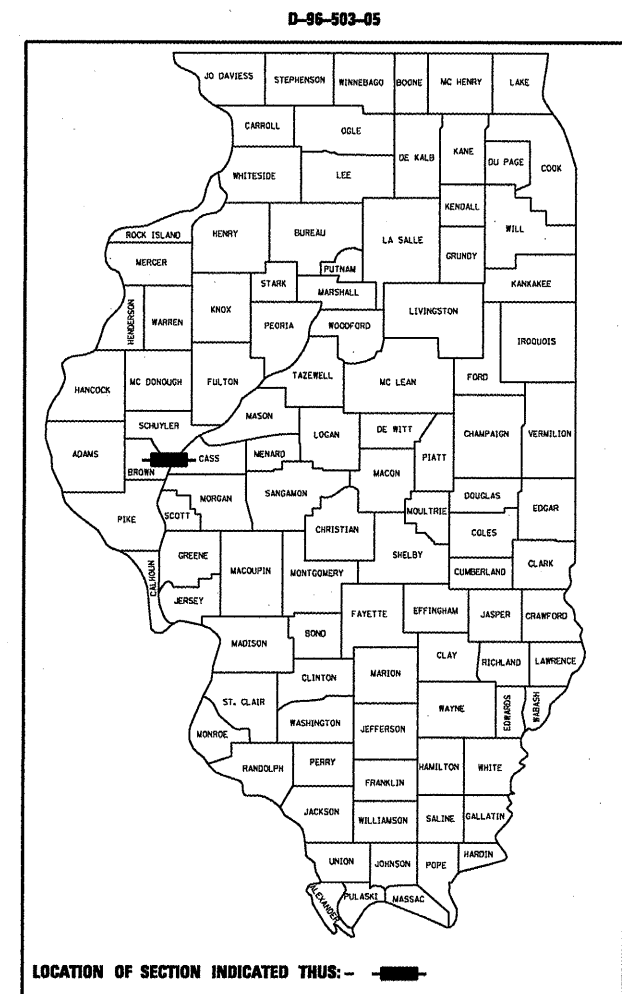 D-96-503-05
JO DAVIESS STEPHENSON WINNEBAGO BOONE MC HENRY LAKE
CARROLL OGLE DE KALB KANE DU PAGE COOK
WHITESIDE LEE
KENDALL
ROCK ISLAND HENRY BUREAU LA SALLE WILL
MERCER PUTNAM GRUNDY
STARK MARSHALL KANKAKEE
HENDERSON WARREN KNOX PEORIA WOODFORD LIVINGSTON IROQUOIS
HANCOCK MC DONOUGH FULTON TAZEWELL MC LEAN FORD
SCHUYLER MASON LOGAN DE WITT CHAMPAIGN VERMILION
ADAMS BROWN CASS MENARD PIATT
MACON
PIKE SCOTT MORGAN SANGAMON MOULTRIE DOUGLAS EDGAR
CHRISTIAN COLES
CALHOUN GREENE MACOUPIN MONTGOMERY SHELBY CUMBERLAND CLARK
JERSEY FAYETTE EFFINGHAM JASPER CRAWFORD
MADISON BOND
CLAY RICHLAND LAWRENCE
CLINTON MARION
ST. CLAIR WAYNE EDWARDS WABASH
WASHINGTON JEFFERSON
MONROE
RANDOLPH PERRY HAMILTON WHITE
FRANKLIN
JACKSON WILLIAMSON SALINE GALLATIN
UNION JOHNSON POPE HARDIN
ALEXANDER PULASKI MASSAC
LOCATION OF SECTION INDICATED THUS: -